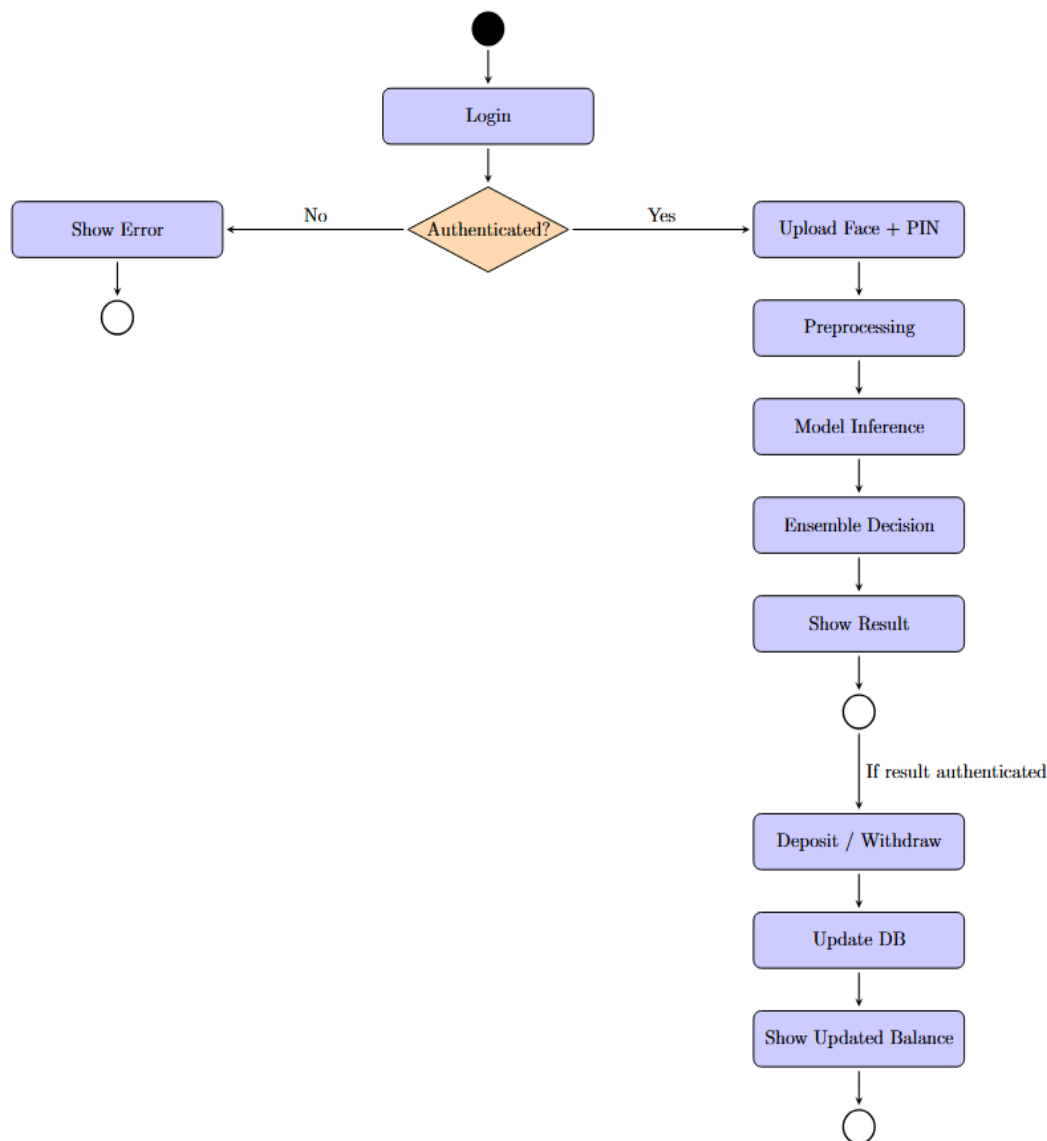 Login
Show Error
No
Authenticated?
Yes
Upload Face + PIN
Preprocessing
Model Inference
Ensemble Decision
Show Result
If result authenticated
Deposit / Withdraw
Update DB
Show Updated Balance